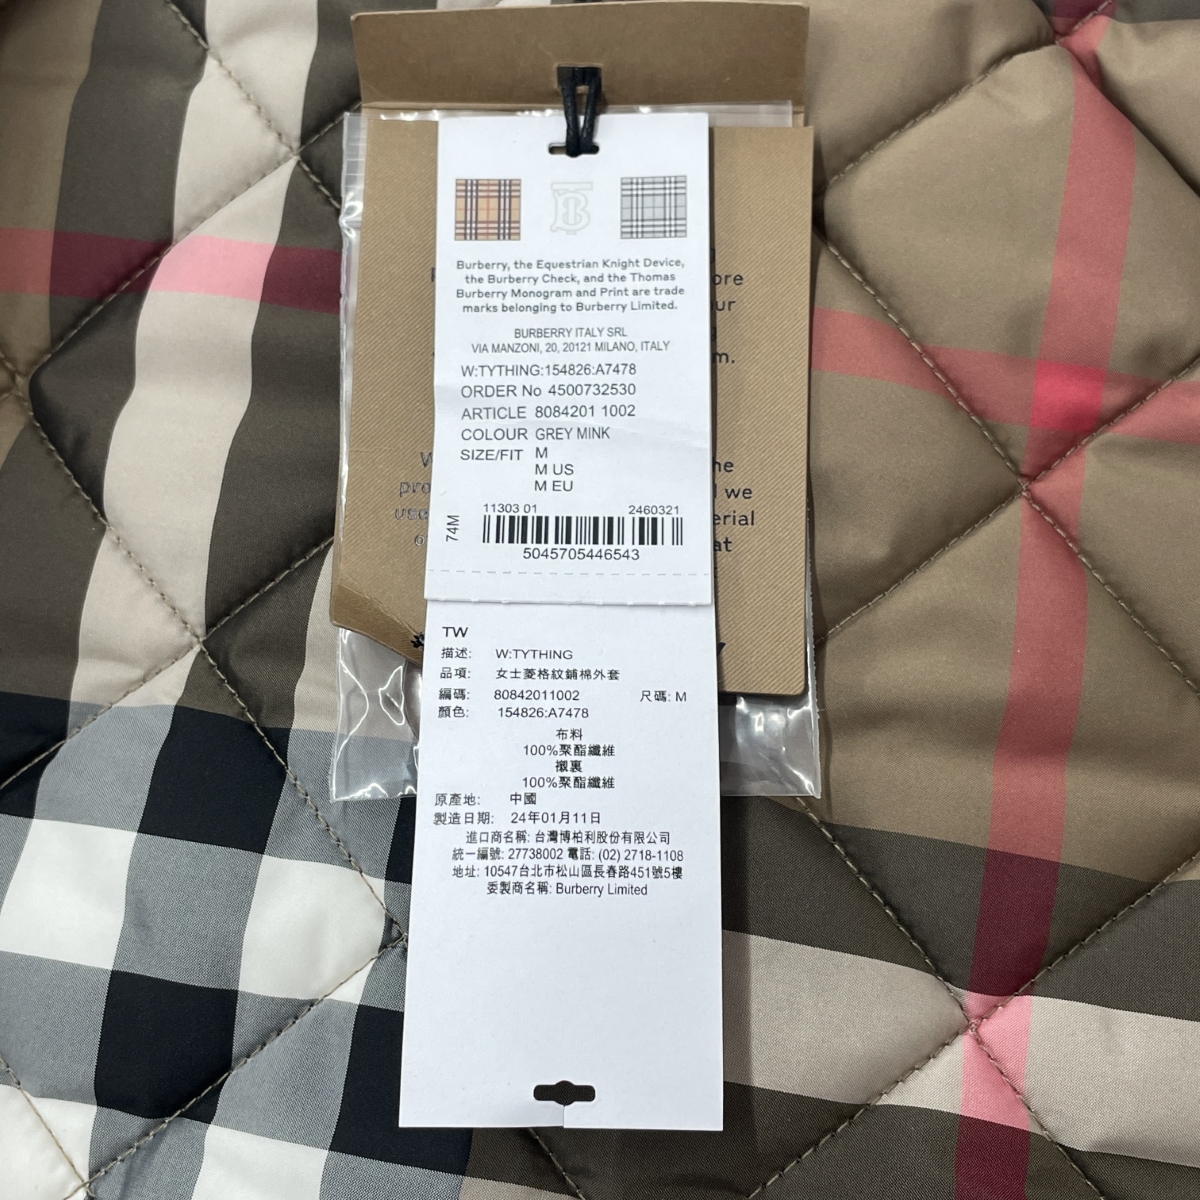 Burberry, the Equestrian Knight Device,
the Burberry Check, and the Thomas
Burberry Monogram and Print are trade
marks belonging to Burberry Limited.
BURBERRY ITALY SRL
VIA MANZONI, 20, 20121 MILANO, ITALY
W:TYTHING:154826:A7478
ORDER No 4500732530
ARTICLE 8084201 1002
COLOUR GREY MINK
SIZE/FIT M
M US
M EU
11303 01 2460321
74M
5045705446543
TW
描述: W:TYTHING
品項: 女士菱格紋鋪棉外套
編碼: 80842011002 尺碼: M
顏色: 154826:A7478
布料
100%聚酯纖維
襯裏
100%聚酯纖維
原產地: 中國
製造日期: 24年01月11日
進口商名稱: 台灣博柏利股份有限公司
統一編號: 27738002 電話: (02) 2718-1108
地址: 10547台北市松山區長春路451號5樓
委製商名稱: Burberry Limited